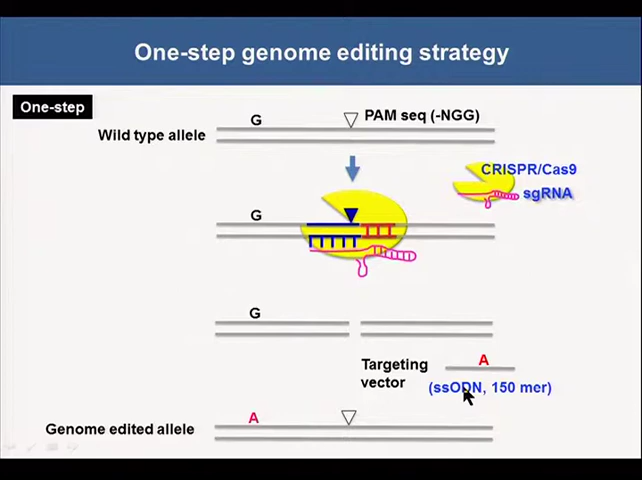 One-step genome editing strategy
One-step
G
PAM seq (-NGG)
Wild type allele
CRISPR/Cas9
sgRNA
G
G
Targeting
vector
A
(ssODN, 150 mer)
A
Genome edited allele